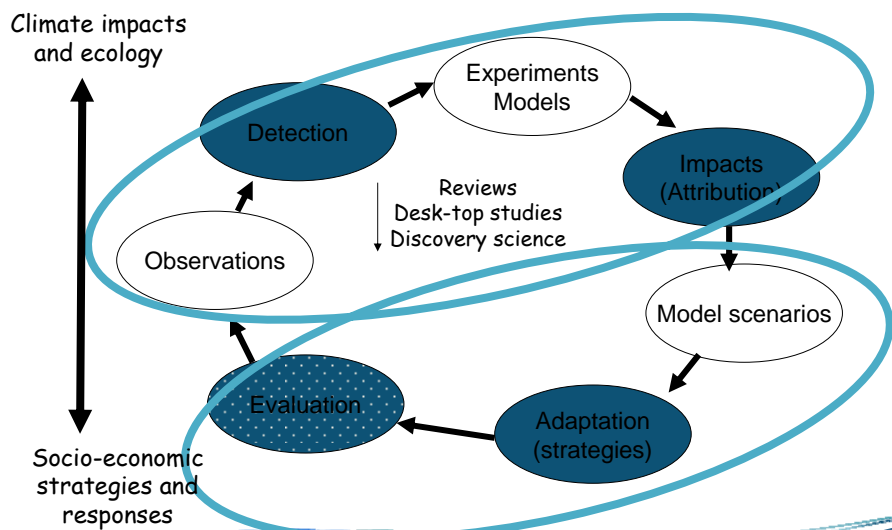 Climate impacts
and ecology
Experiments
Models
Detection
Impacts
(Attribution)
Reviews
Desk-top studies
Discovery science
Observations
Model scenarios
Evaluation
Adaptation
(strategies)
Socio-economic
strategies and
responses